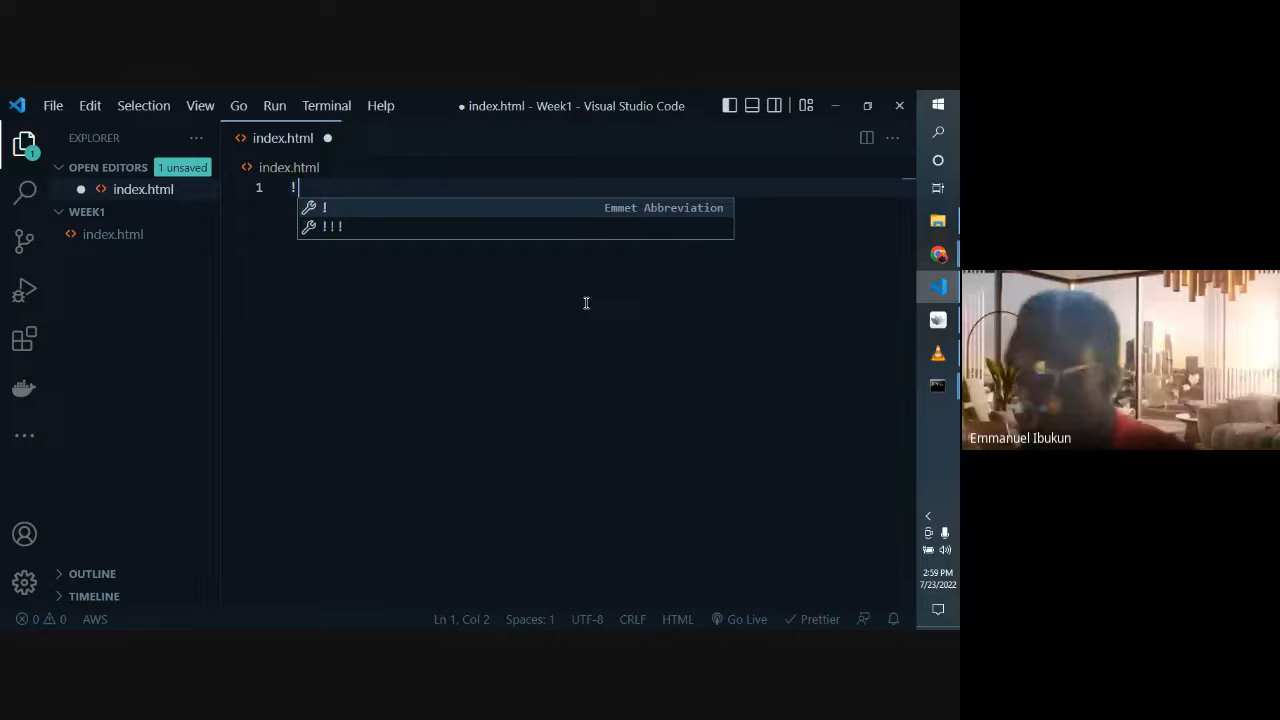 File Edit Selection View Go Run Terminal Help
● index.html - Week1 - Visual Studio Code
EXPLORER
index.html
OPEN EDITORS 1 unsaved
index.html
index.html
1 !
WEEK1
! Emmet Abbreviation
!!!
index.html
1
Emmanuel Ibukun
OUTLINE
TIMELINE
2:59 PM
7/23/2022
0 0 AWS Ln 1, Col 2 Spaces: 1 UTF-8 CRLF HTML Go Live Prettier